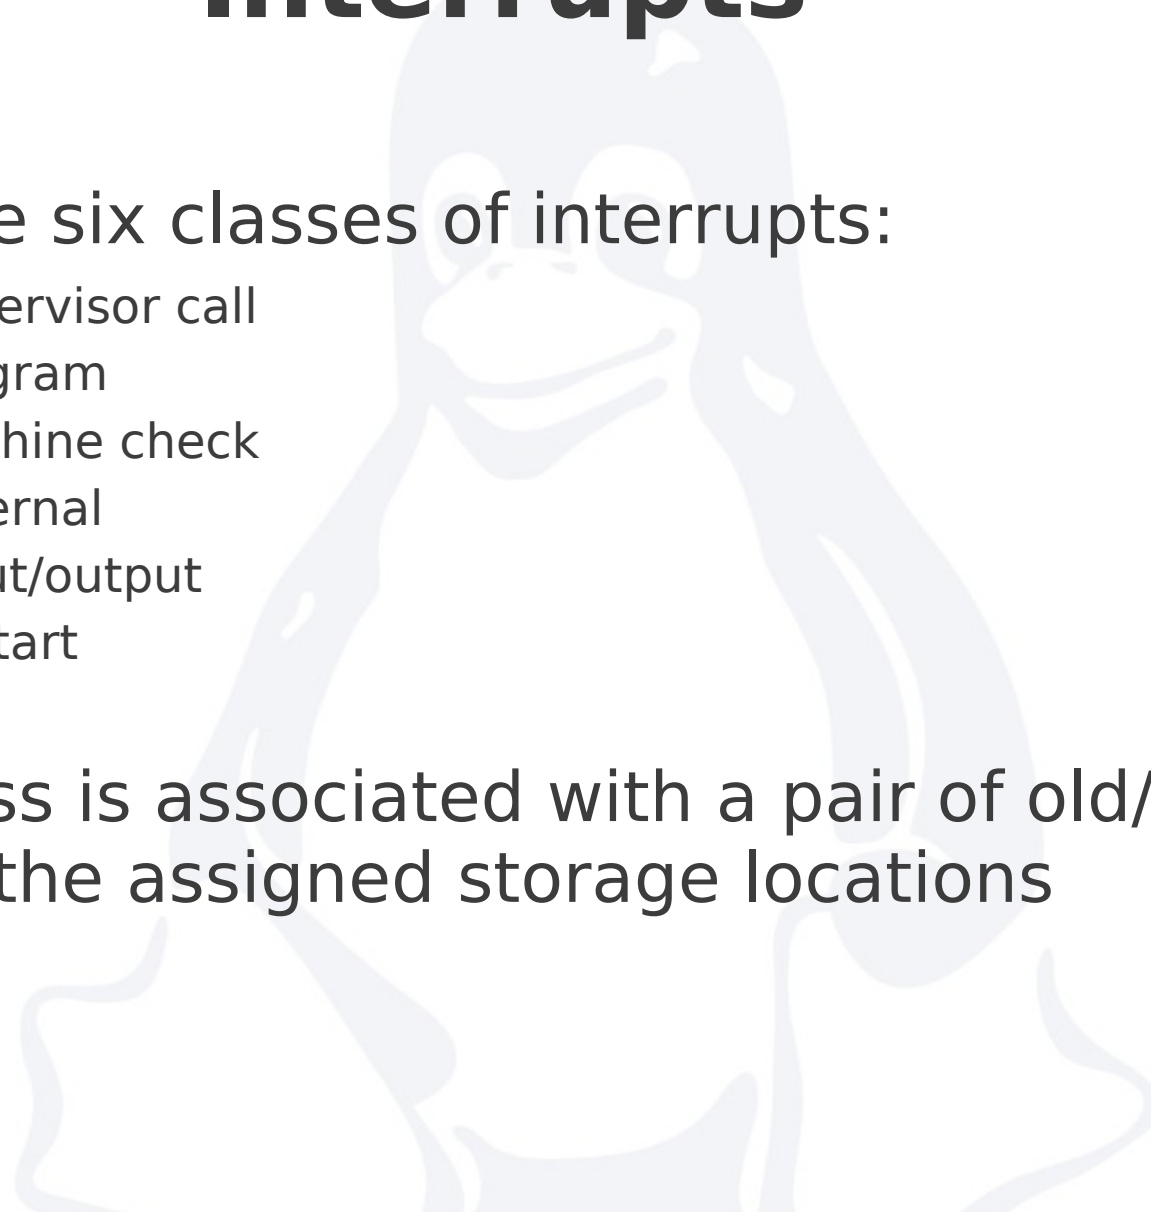 Interrupts
e six classes of interrupts:
ervisor call
gram
hine check
ernal
ut/output
tart
ss is associated with a pair of old/
the assigned storage locations